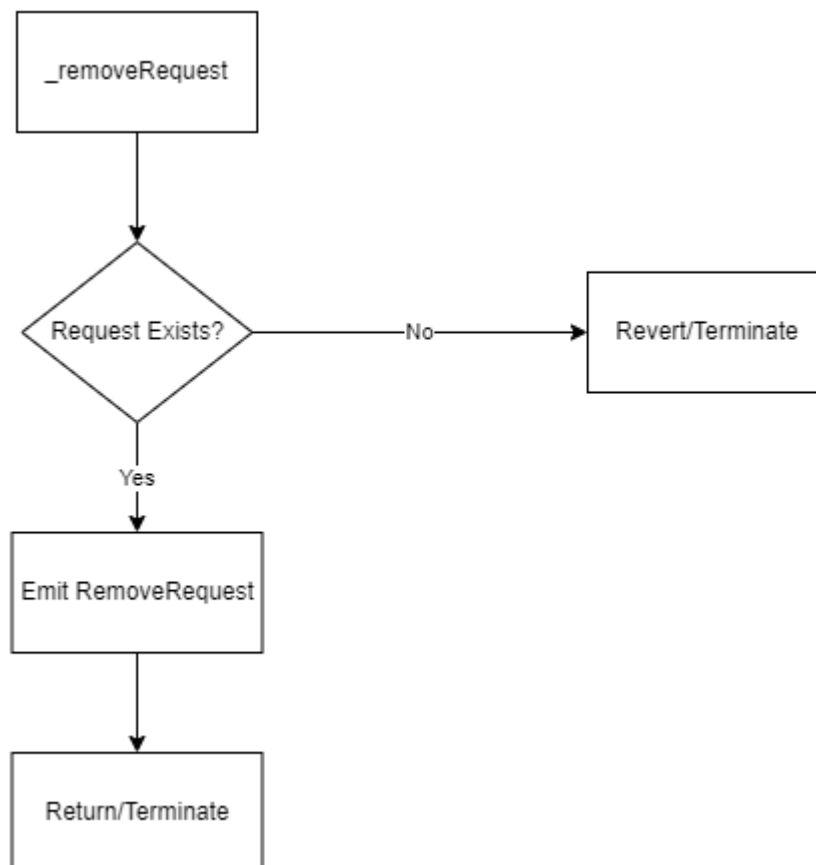 _removeRequest
Request Exists?
No
Revert/Terminate
Yes
Emit RemoveRequest
Return/Terminate